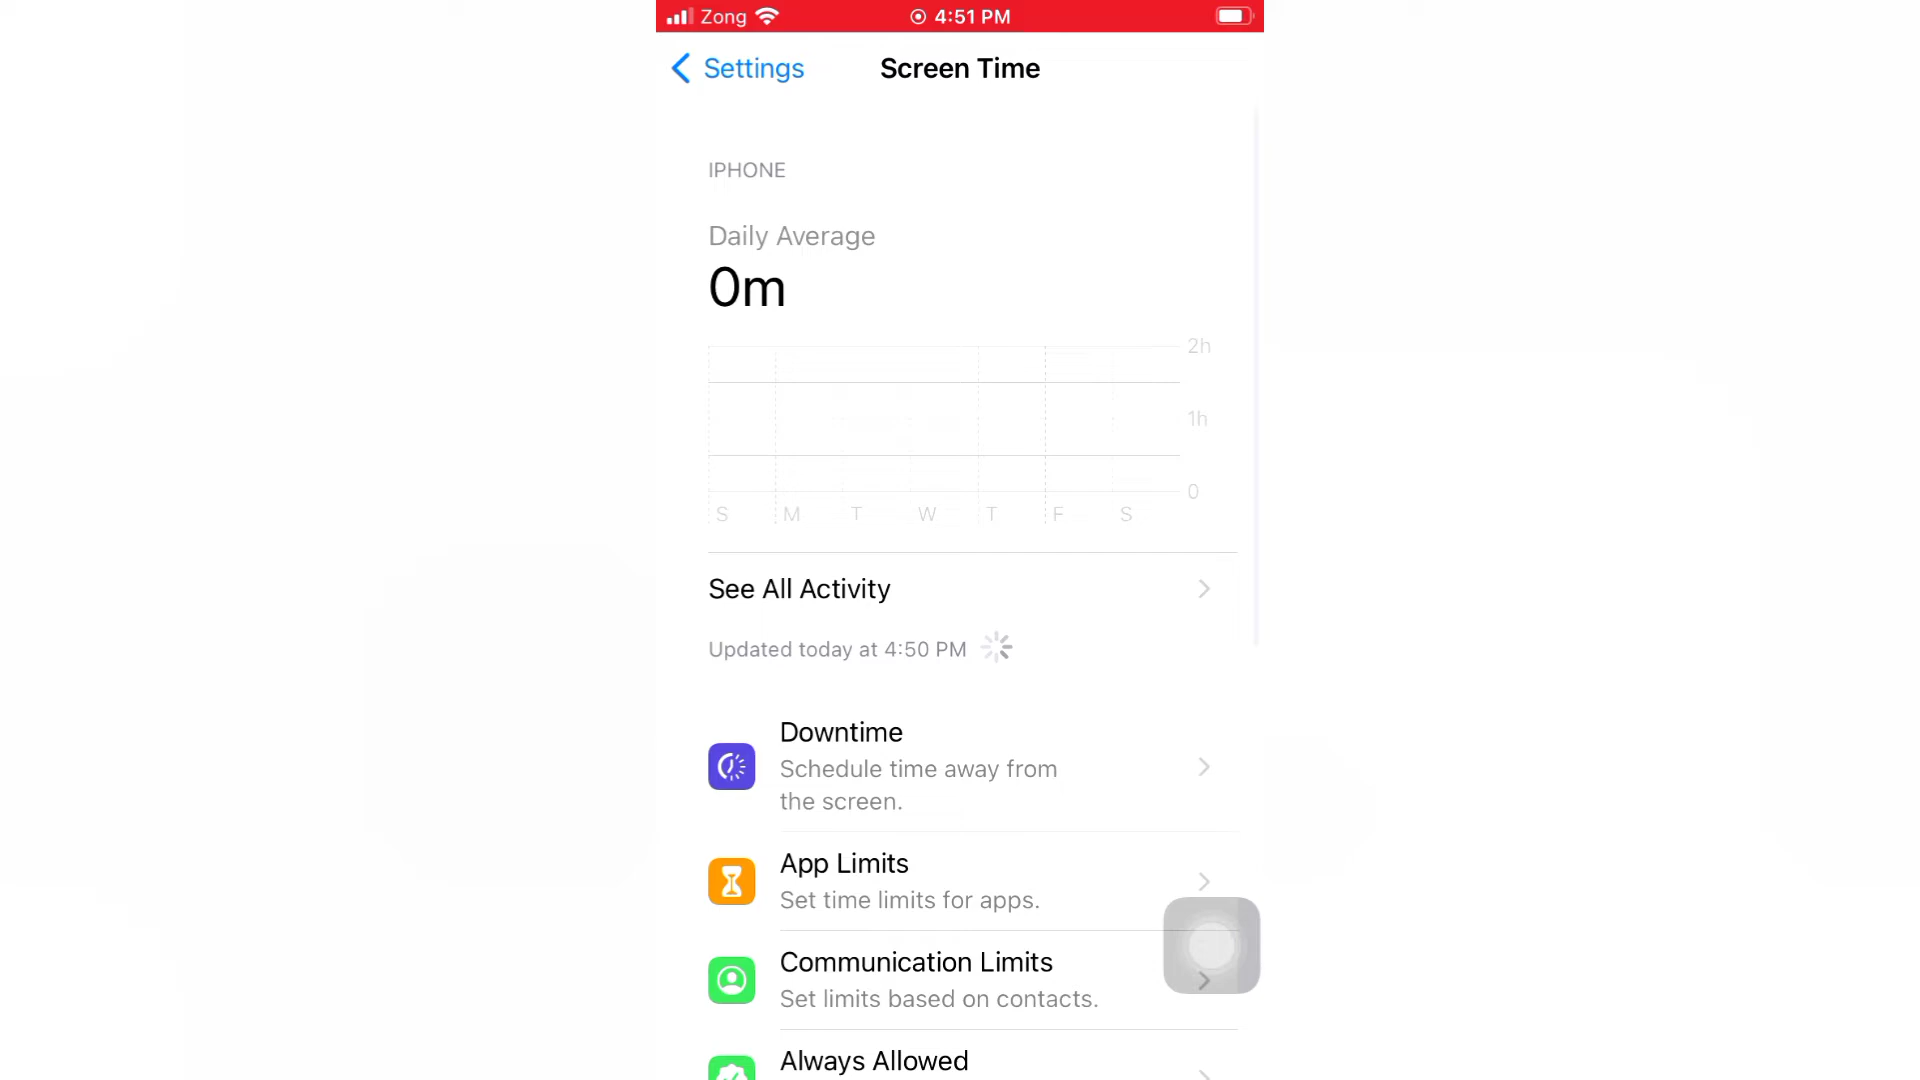 Zong 4:51 PM
Settings Screen Time
IPHONE
Daily Average
0m
2h
1h
0
S M T W T F S
See All Activity
Updated today at 4:50 PM
Downtime
Schedule time away from
the screen.
App Limits
Set time limits for apps.
Communication Limits
Set limits based on contacts.
Always Allowed